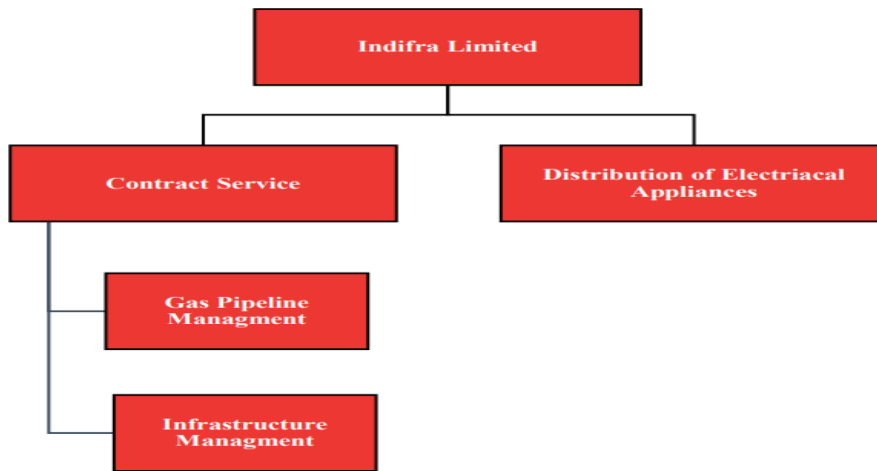 Indifra Limited
Contract Service
Distribution of Electriacal
Appliances
Gas Pipeline
Managment
Infrastructure
Managment